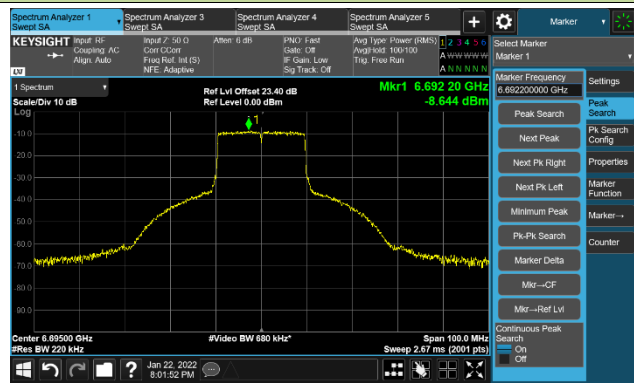 Spectrum Analyzer 1
Swept SA
Spectrum Analyzer 3
Swept SA
Spectrum Analyzer 4
Swept SA
Spectrum Analyzer 5
Swept SA
Marker
KEYSIGHT
Input: RF
Coupling: AC
Align: Auto
Input Z: 50 Ω
Corr CCorr
Freq Ref: Int (S)
NFE: Adaptive
Atten: 6 dB
PNO: Fast
Gate: Off
IF Gain: Low
Sig Track: Off
Avg Type: Power (RMS)
Avg|Hold: 100/100
Trig: Free Run
1 2 3 4 5 6
A W W W W W
A N N N N N
LXI
Select Marker
Marker 1
1 Spectrum
Scale/Div 10 dB
Log
Ref Lvl Offset 23.40 dB
Ref Level 0.00 dBm
Mkr1 6.692 20 GHz
-8.644 dBm
Marker Frequency
6.692200000 GHz
Settings
Peak Search
Next Peak
Next Pk Right
Next Pk Left
Minimum Peak
Pk-Pk Search
Marker Delta
Mkr→CF
Mkr→Ref Lvl
Continuous Peak
Search
On
Off
Peak
Search
Pk Search
Config
Properties
Marker
Function
Marker→
Counter
1
-10.0
-20.0
-30.0
-40.0
-50.0
-60.0
-70.0
-80.0
-90.0
Center 6.69500 GHz
#Res BW 220 kHz
#Video BW 680 kHz*
Span 100.0 MHz
Sweep 2.67 ms (2001 pts)
?
Jan 22, 2022
8:01:52 PM